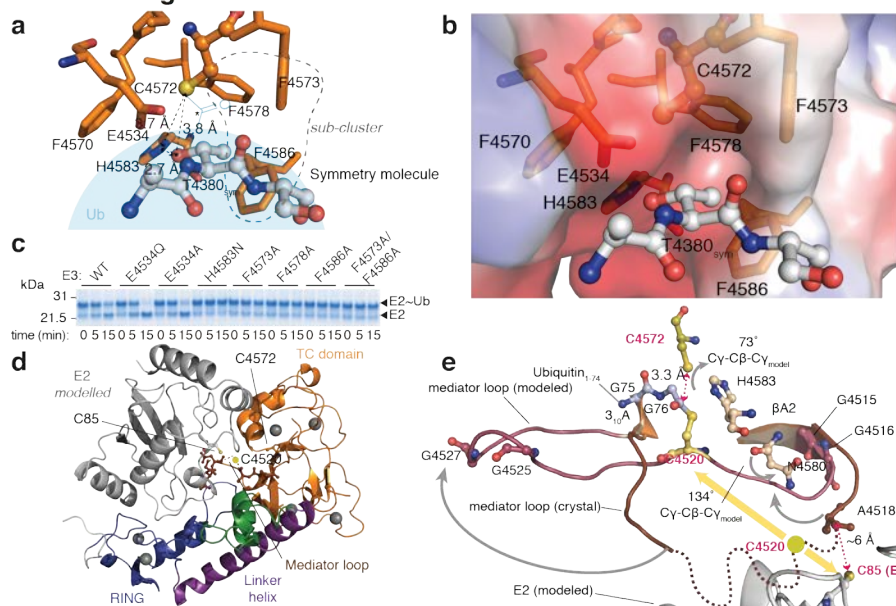 a
C4572
F4573
F4578
.7 Å
3.8 Å
sub-cluster
F4570
E4534
F4586
H4583
Symmetry molecule
2.7 Å
T4380
sym
Ub
b
C4572
F4573
F4570
F4578
E4534
H4583
T4380
sym
F4586
c
E3: WT E4534Q E4534A H4583N F4573A F4578A F4586A F4573A/
F4586A
kDa
31
E2~Ub
21.5
E2
time (min): 0 5 15 0 5 15 0 5 15 0 5 15 0 5 15 0 5 15 0 5 15 0 5 15
d
E2
modelled
C4572
TC domain
C85
C4520
RING
Linker
helix
Mediator loop
e
C4572
73°
Cγ-Cβ-Cγmodel
Ubiquitin1-74
3.3 Å
H4583
mediator loop (modeled)
G75
G76
310A
βA2
G4515
G4516
G4527
G4525
C4520
N4580
134°
Cγ-Cβ-Cγmodel
mediator loop (crystal)
A4518
C4520
~6 Å
C85 (E
E2 (modeled)